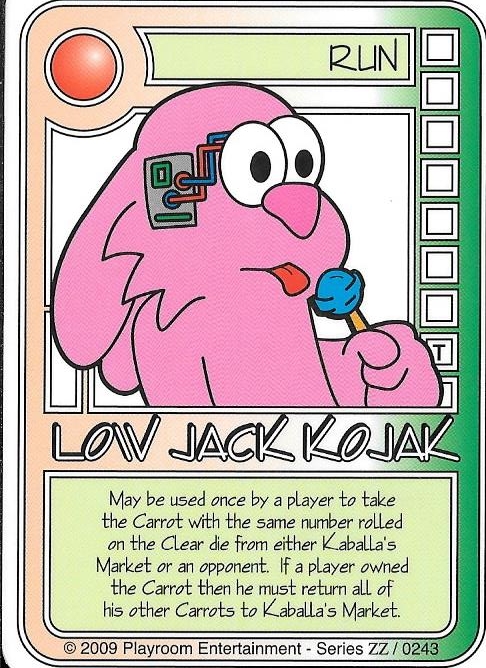 RUN
T
LOW JACK KOJAK
May be used once by a player to take
the Carrot with the same number rolled
on the Clear die from either Kaballa's
Market or an opponent. If a player owned
the Carrot then he must return all of
his other Carrots to Kaballa's Market.
© 2009 Playroom Entertainment - Series ZZ / 0243